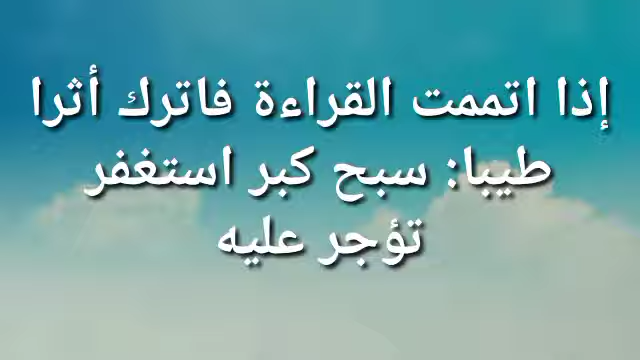 إذا اتممت القراءة فاترك أثرا
طيبا: سبح كبر استغفر
تؤجر عليه